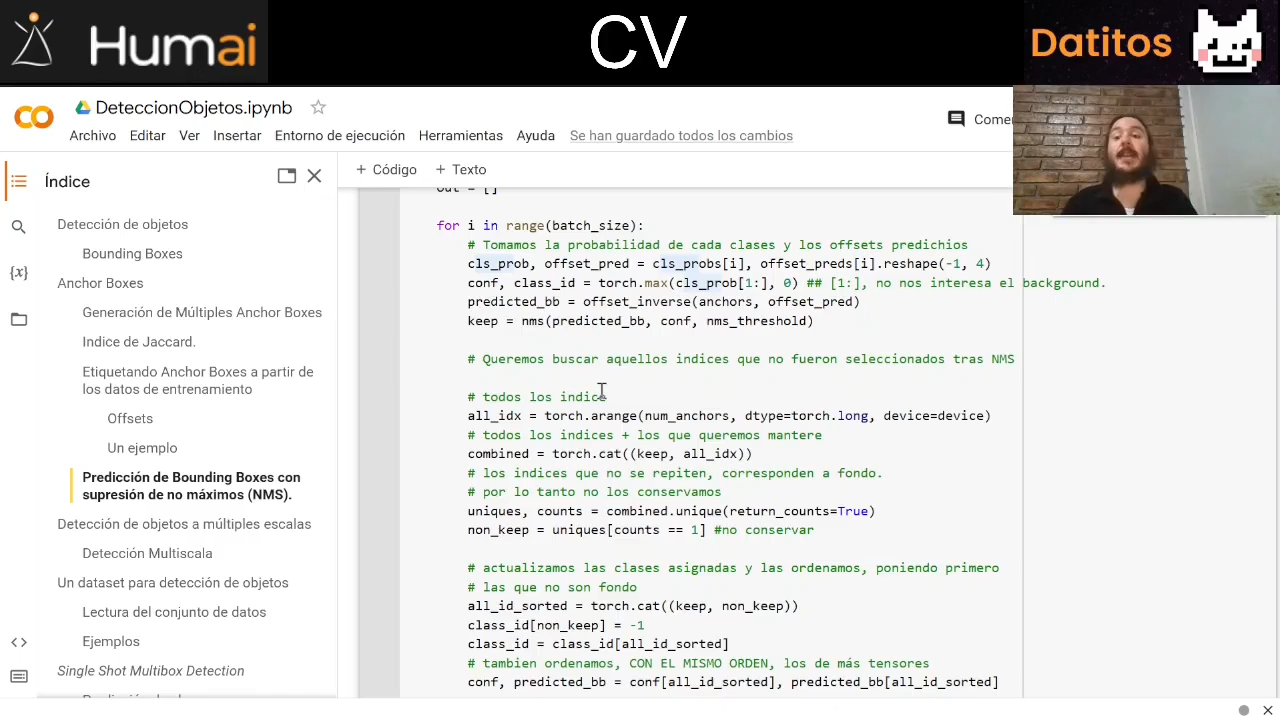 Humai
CV
Datitos
DeteccionObjetos.ipynb
Archivo Editar Ver Insertar Entorno de ejecución Herramientas Ayuda Se han guardado todos los cambios
Comen
+ Código + Texto
Índice
Detección de objetos
Bounding Boxes
Anchor Boxes
Generación de Múltiples Anchor Boxes
Indice de Jaccard.
Etiquetando Anchor Boxes a partir de
los datos de entrenamiento
Offsets
Un ejemplo
Predicción de Bounding Boxes con
supresión de no máximos (NMS).
Detección de objetos a múltiples escalas
Detección Multiscala
Un dataset para detección de objetos
Lectura del conjunto de datos
Ejemplos
Single Shot Multibox Detection
out = []
for i in range(batch_size):
# Tomamos la probabilidad de cada clases y los offsets predichios
cls_prob, offset_pred = cls_probs[i], offset_preds[i].reshape(-1, 4)
conf, class_id = torch.max(cls_prob[1:], 0) ## [1:], no nos interesa el background.
predicted_bb = offset_inverse(anchors, offset_pred)
keep = nms(predicted_bb, conf, nms_threshold)
# Queremos buscar aquellos indices que no fueron seleccionados tras NMS
# todos los indice
all_idx = torch.arange(num_anchors, dtype=torch.long, device=device)
# todos los indices + los que queremos mantere
combined = torch.cat((keep, all_idx))
# los indices que no se repiten, corresponden a fondo.
# por lo tanto no los conservamos
uniques, counts = combined.unique(return_counts=True)
non_keep = uniques[counts == 1] #no conservar
# actualizamos las clases asignadas y las ordenamos, poniendo primero
# las que no son fondo
all_id_sorted = torch.cat((keep, non_keep))
class_id[non_keep] = -1
class_id = class_id[all_id_sorted]
# tambien ordenamos, CON EL MISMO ORDEN, los de más tensores
conf, predicted_bb = conf[all_id_sorted], predicted_bb[all_id_sorted]